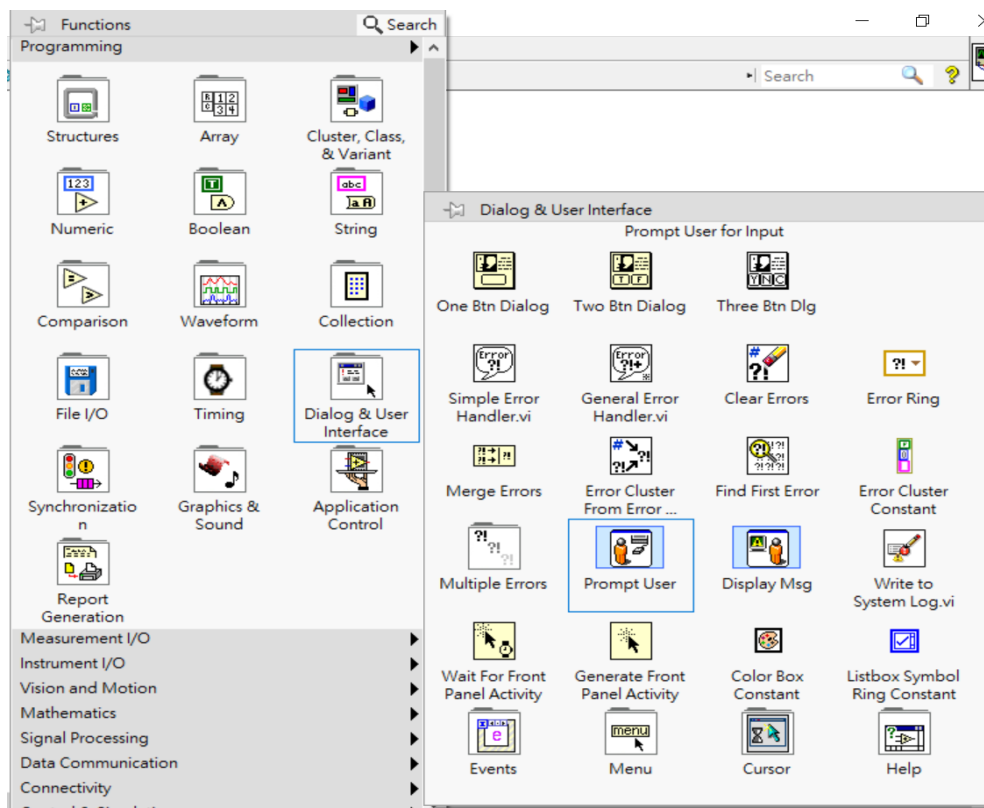 Functions
Search
Programming
Structures
Array
Cluster, Class,
& Variant
Numeric
Boolean
String
Comparison
Waveform
Collection
File I/O
Timing
Dialog & User
Interface
Synchronizatio
n
Graphics &
Sound
Application
Control
Report
Generation
Measurement I/O
Instrument I/O
Vision and Motion
Mathematics
Signal Processing
Data Communication
Connectivity
Search
Dialog & User Interface
Prompt User for Input
One Btn Dialog
Two Btn Dialog
Three Btn Dlg
Simple Error
Handler.vi
General Error
Handler.vi
Clear Errors
Error Ring
Merge Errors
Error Cluster
From Error ...
Find First Error
Error Cluster
Constant
Multiple Errors
Prompt User
Display Msg
Write to
System Log.vi
Wait For Front
Panel Activity
Generate Front
Panel Activity
Color Box
Constant
Listbox Symbol
Ring Constant
Events
Menu
Cursor
Help